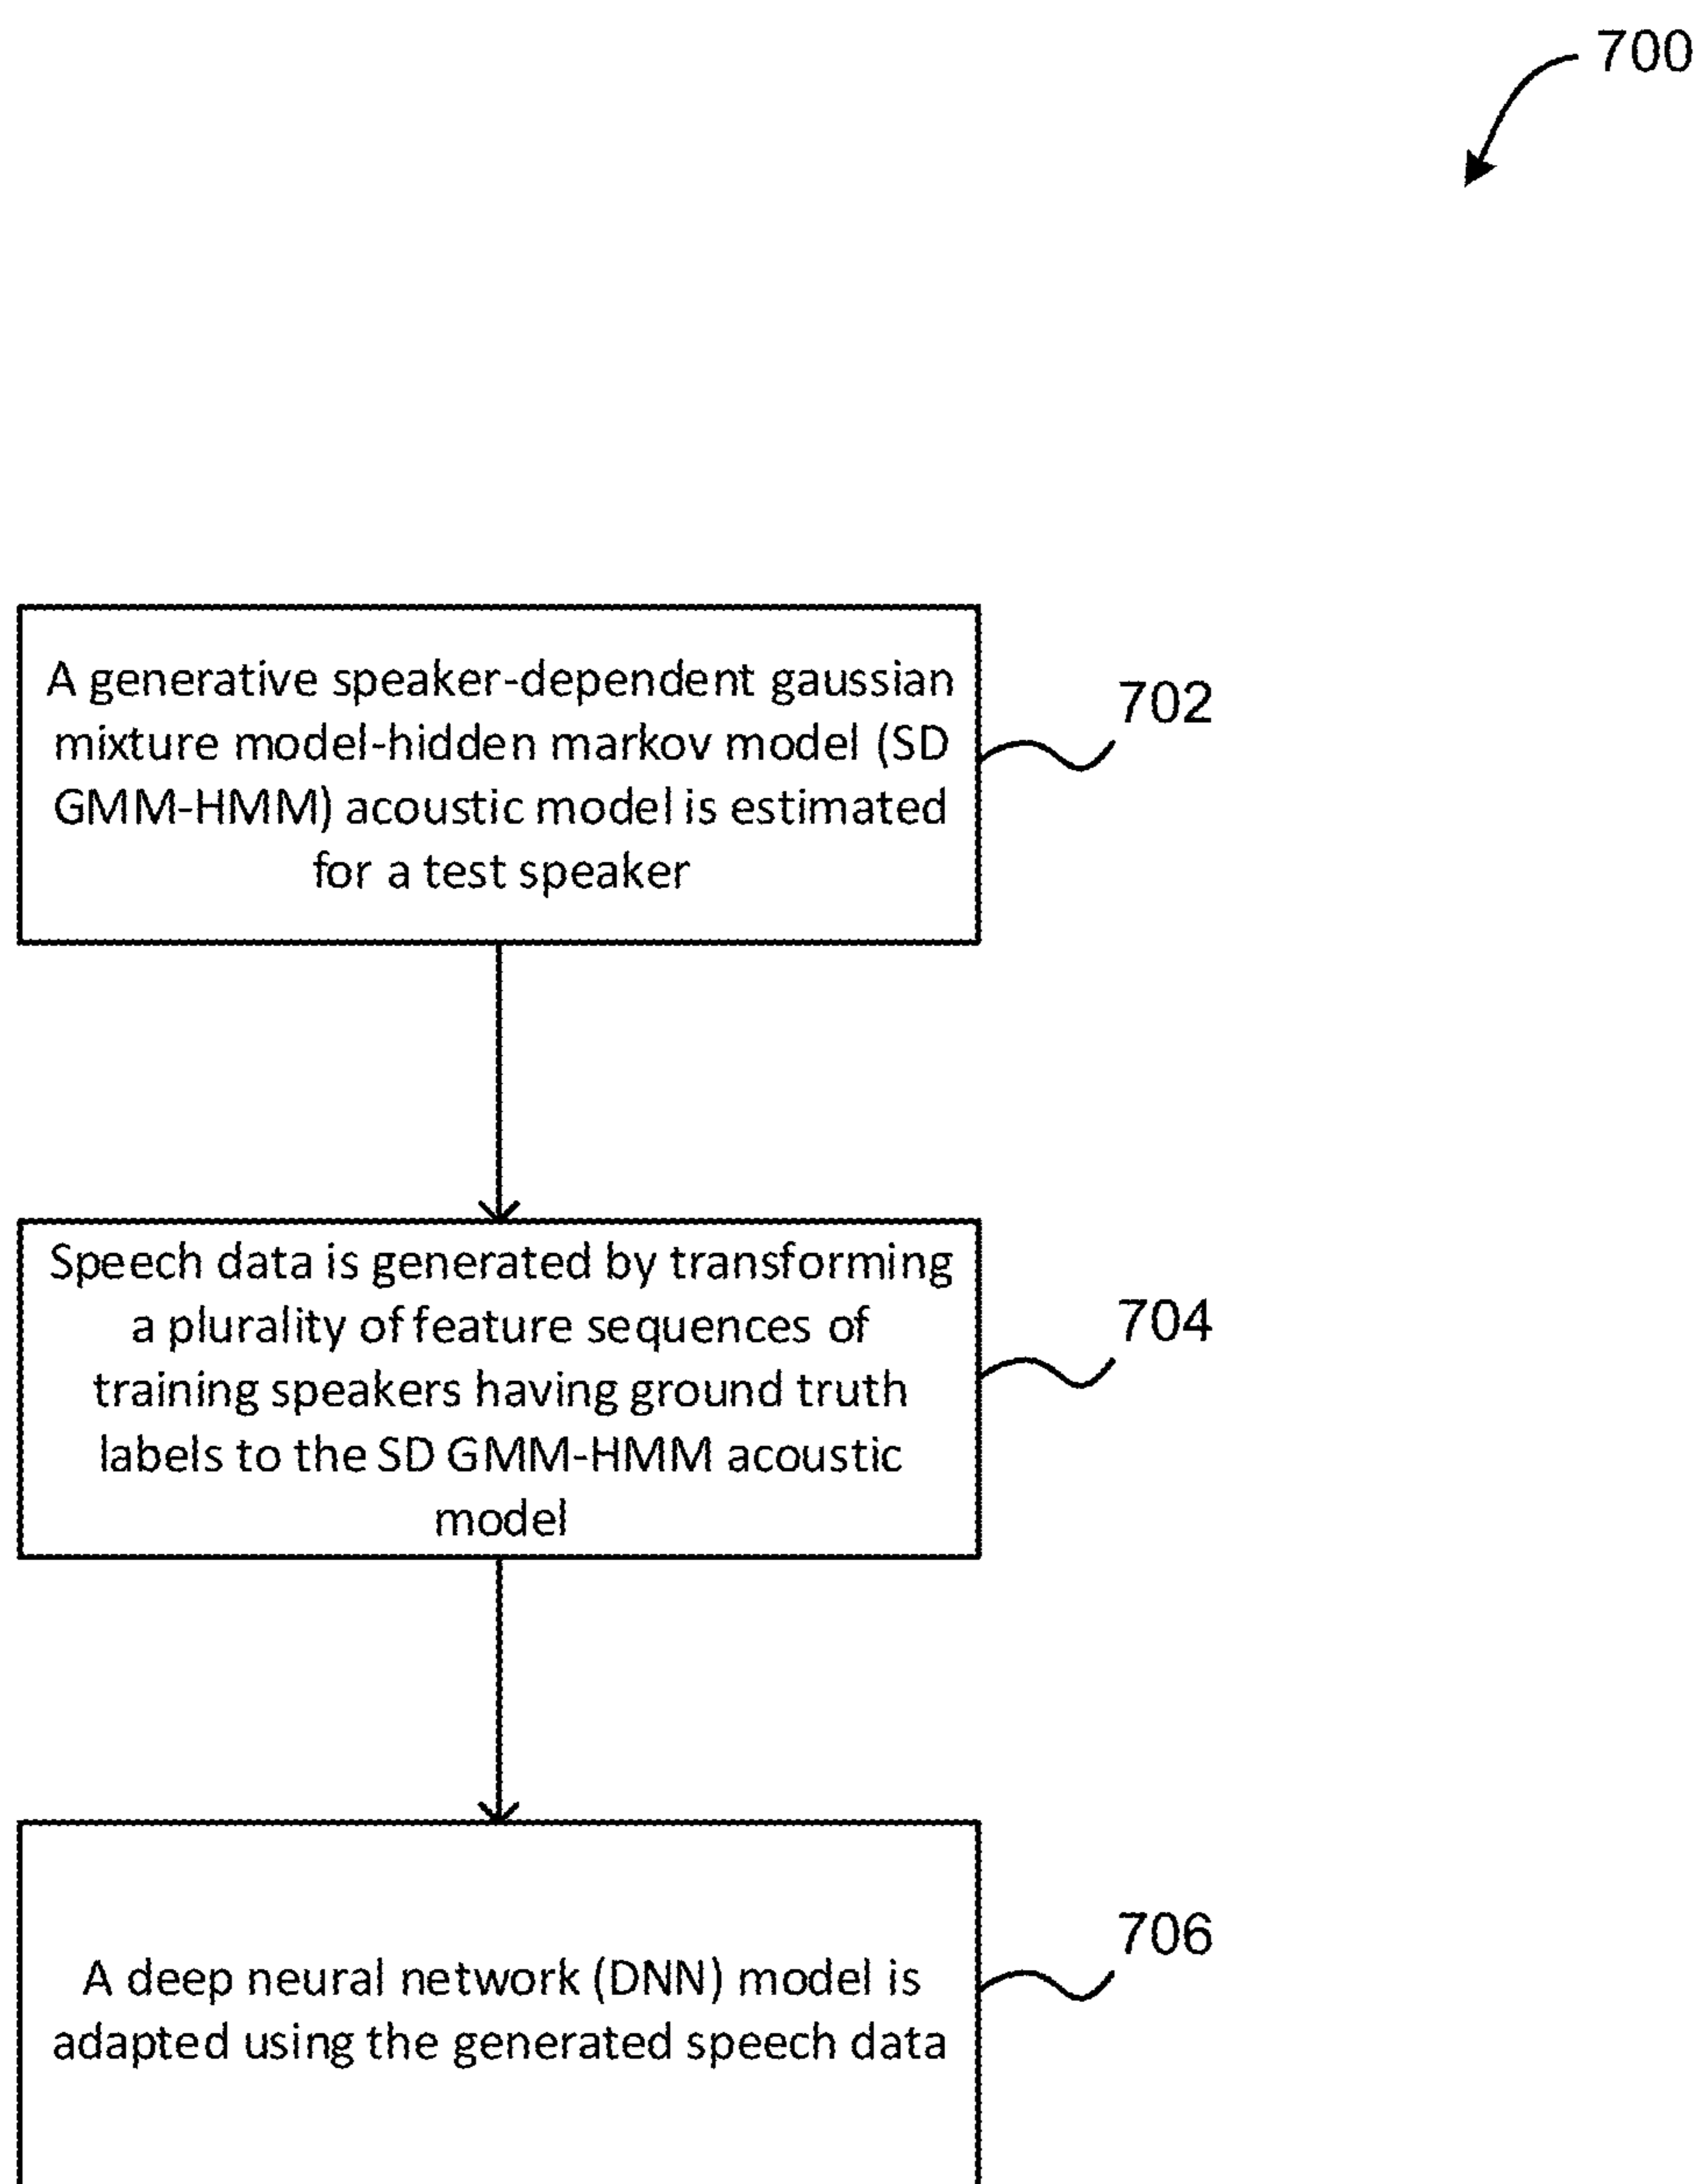 700
A generative speaker-dependent gaussian
mixture model-hidden markov model (SD
GMM-HMM) acoustic model is estimated
for a test speaker
702
Speech data is generated by transforming
a plurality of feature sequences of
training speakers having ground truth
labels to the SD GMM-HMM acoustic
model
704
A deep neural network (DNN) model is
adapted using the generated speech data
706